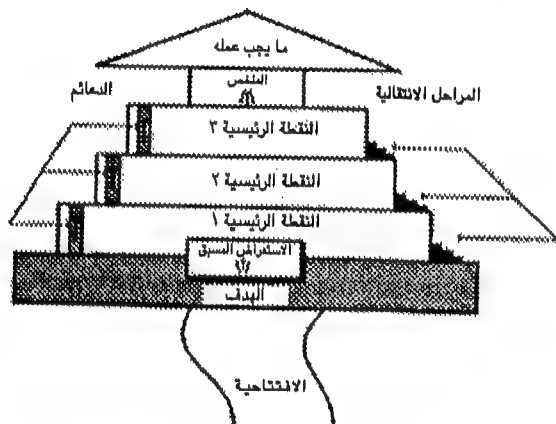 ما يجب عمله
الملخص
المراحل الانتقالية
الدعائم
النقطة الرئيسية ٣
النقطة الرئيسية ٢
النقطة الرئيسية ١
الاستعراض المسبق
الهدف
الافتتاحية